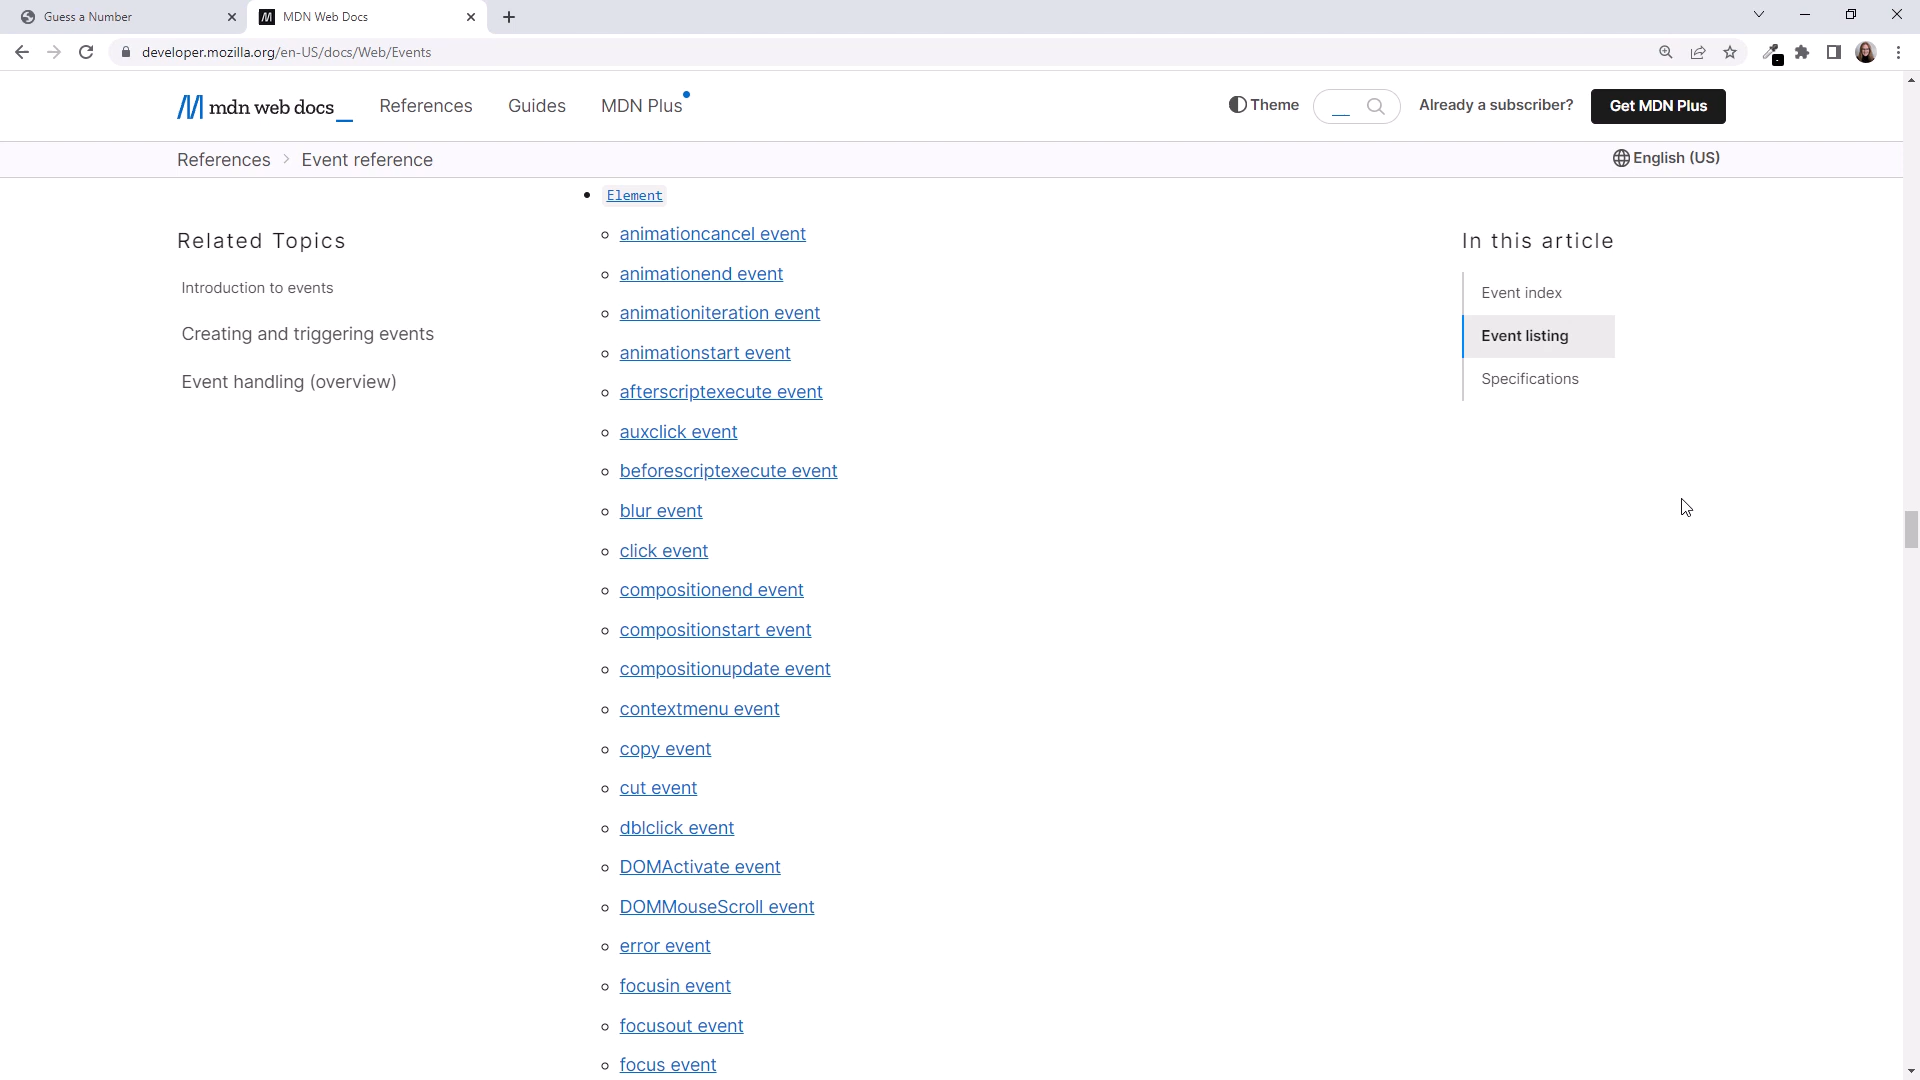 Guess a Number
MDN Web Docs
developer.mozilla.org/en-US/docs/Web/Events
mdn web docs_
References
Guides
MDN Plus
Theme
Already a subscriber?
Get MDN Plus
References
Event reference
English (US)
Related Topics
Introduction to events
Creating and triggering events
Event handling (overview)
Element
animationcancel event
animationend event
animationiteration event
animationstart event
afterscriptexecute event
auxclick event
beforescriptexecute event
blur event
click event
compositionend event
compositionstart event
compositionupdate event
contextmenu event
copy event
cut event
dblclick event
DOMActivate event
DOMMouseScroll event
error event
focusin event
focusout event
focus event
In this article
Event index
Event listing
Specifications